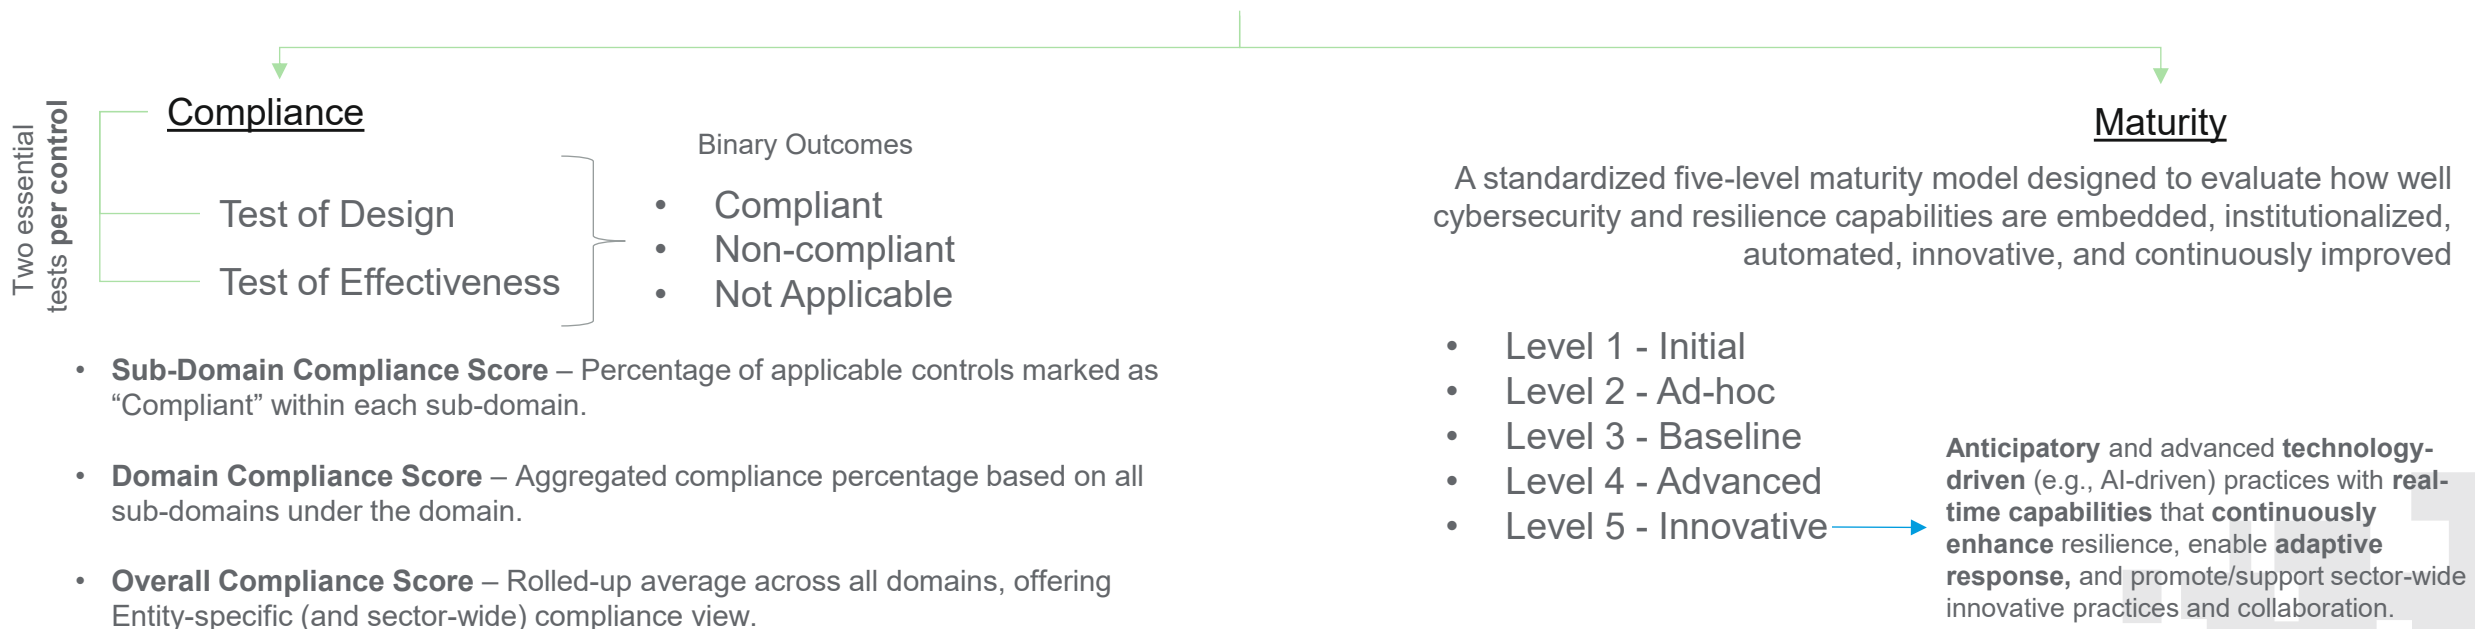 Compliance
Two essential
tests per control
Test of Design
Test of Effectiveness
Binary Outcomes
• Compliant
• Non-compliant
• Not Applicable
• Sub-Domain Compliance Score – Percentage of applicable controls marked as
“Compliant” within each sub-domain.
• Domain Compliance Score – Aggregated compliance percentage based on all
sub-domains under the domain.
• Overall Compliance Score – Rolled-up average across all domains, offering
Entity-specific (and sector-wide) compliance view.
Maturity
A standardized five-level maturity model designed to evaluate how well
cybersecurity and resilience capabilities are embedded, institutionalized,
automated, innovative, and continuously improved
• Level 1 - Initial
• Level 2 - Ad-hoc
• Level 3 - Baseline
• Level 4 - Advanced
• Level 5 - Innovative
Anticipatory and advanced technology-
driven (e.g., AI-driven) practices with real-
time capabilities that continuously
enhance resilience, enable adaptive
response, and promote/support sector-wide
innovative practices and collaboration.